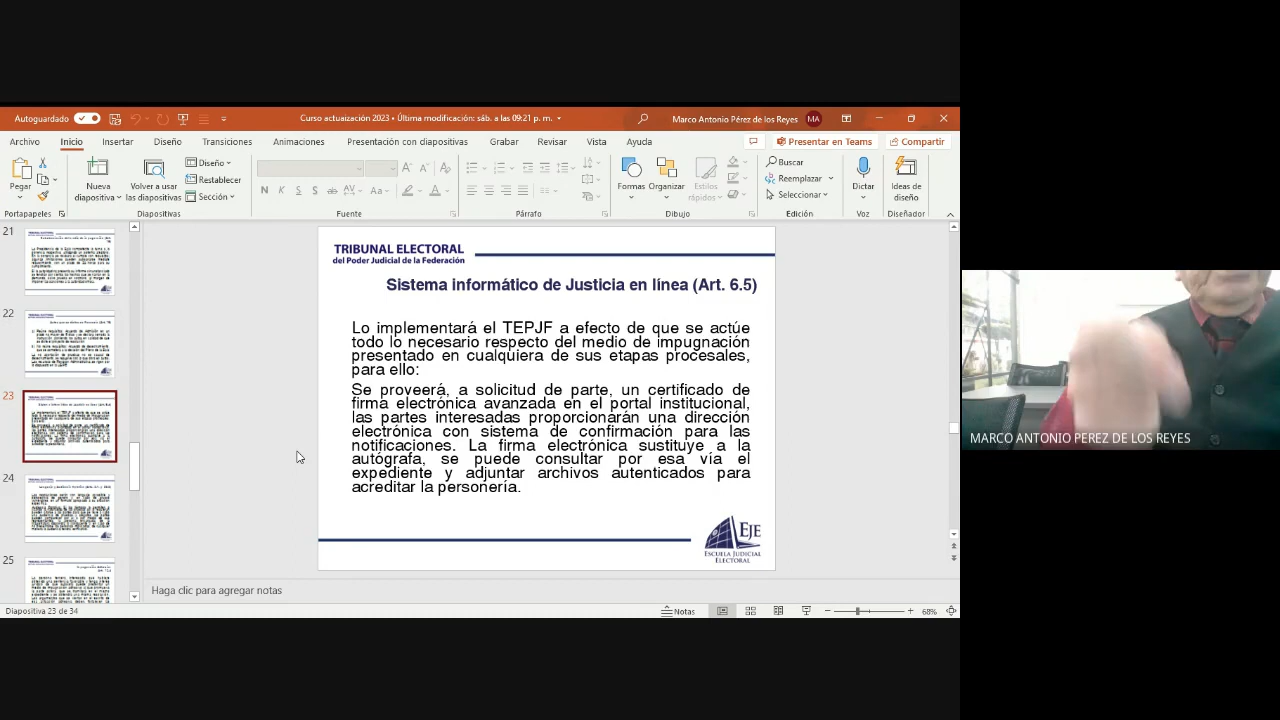 Autoguardado
Curso actuaización 2023 • Última modificación: sáb. a las 09:21 p. m.
Marco Antonio Pérez de los Reyes
MA
Archivo Inicio Insertar Diseño Transiciones Animaciones Presentación con diapositivas Grabar Revisar Vista Ayuda
Presentar en Teams
Compartir
Pegar
Nueva diapositiva
Volver a usar las diapositivas
Diseño
Restablecer
Sección
N K S S ab AV Aa A
Formas
Organizar
Estilos rápidos
Buscar
Reemplazar
Seleccionar
Dictar
Ideas de diseño
Portapapeles
Diapositivas
Fuente
Párrafo
Dibujo
Edición
Voz
Diseñador
21
22
23
24
25
TRIBUNAL ELECTORAL
del Poder Judicial de la Federación
Sistema informático de Justicia en línea (Art. 6.5)
Lo implementará el TEPJF a efecto de que se actúe
todo lo necesario respecto del medio de impugnación
presentado en cualquiera de sus etapas procesales,
para ello:
Se proveerá, a solicitud de parte, un certificado de
firma electrónica avanzada en el portal institucional,
las partes interesadas proporcionarán una dirección
electrónica con sistema de confirmación para las
notificaciones. La firma electrónica sustituye a la
autógrafa, se puede consultar por esa vía el
expediente y adjuntar archivos autenticados para
acreditar la personería.
EJE
ESCUELA JUDICIAL
ELECTORAL
Haga clic para agregar notas
Diapositiva 23 de 34
Notas
68%
MARCO ANTONIO PEREZ DE LOS REYES